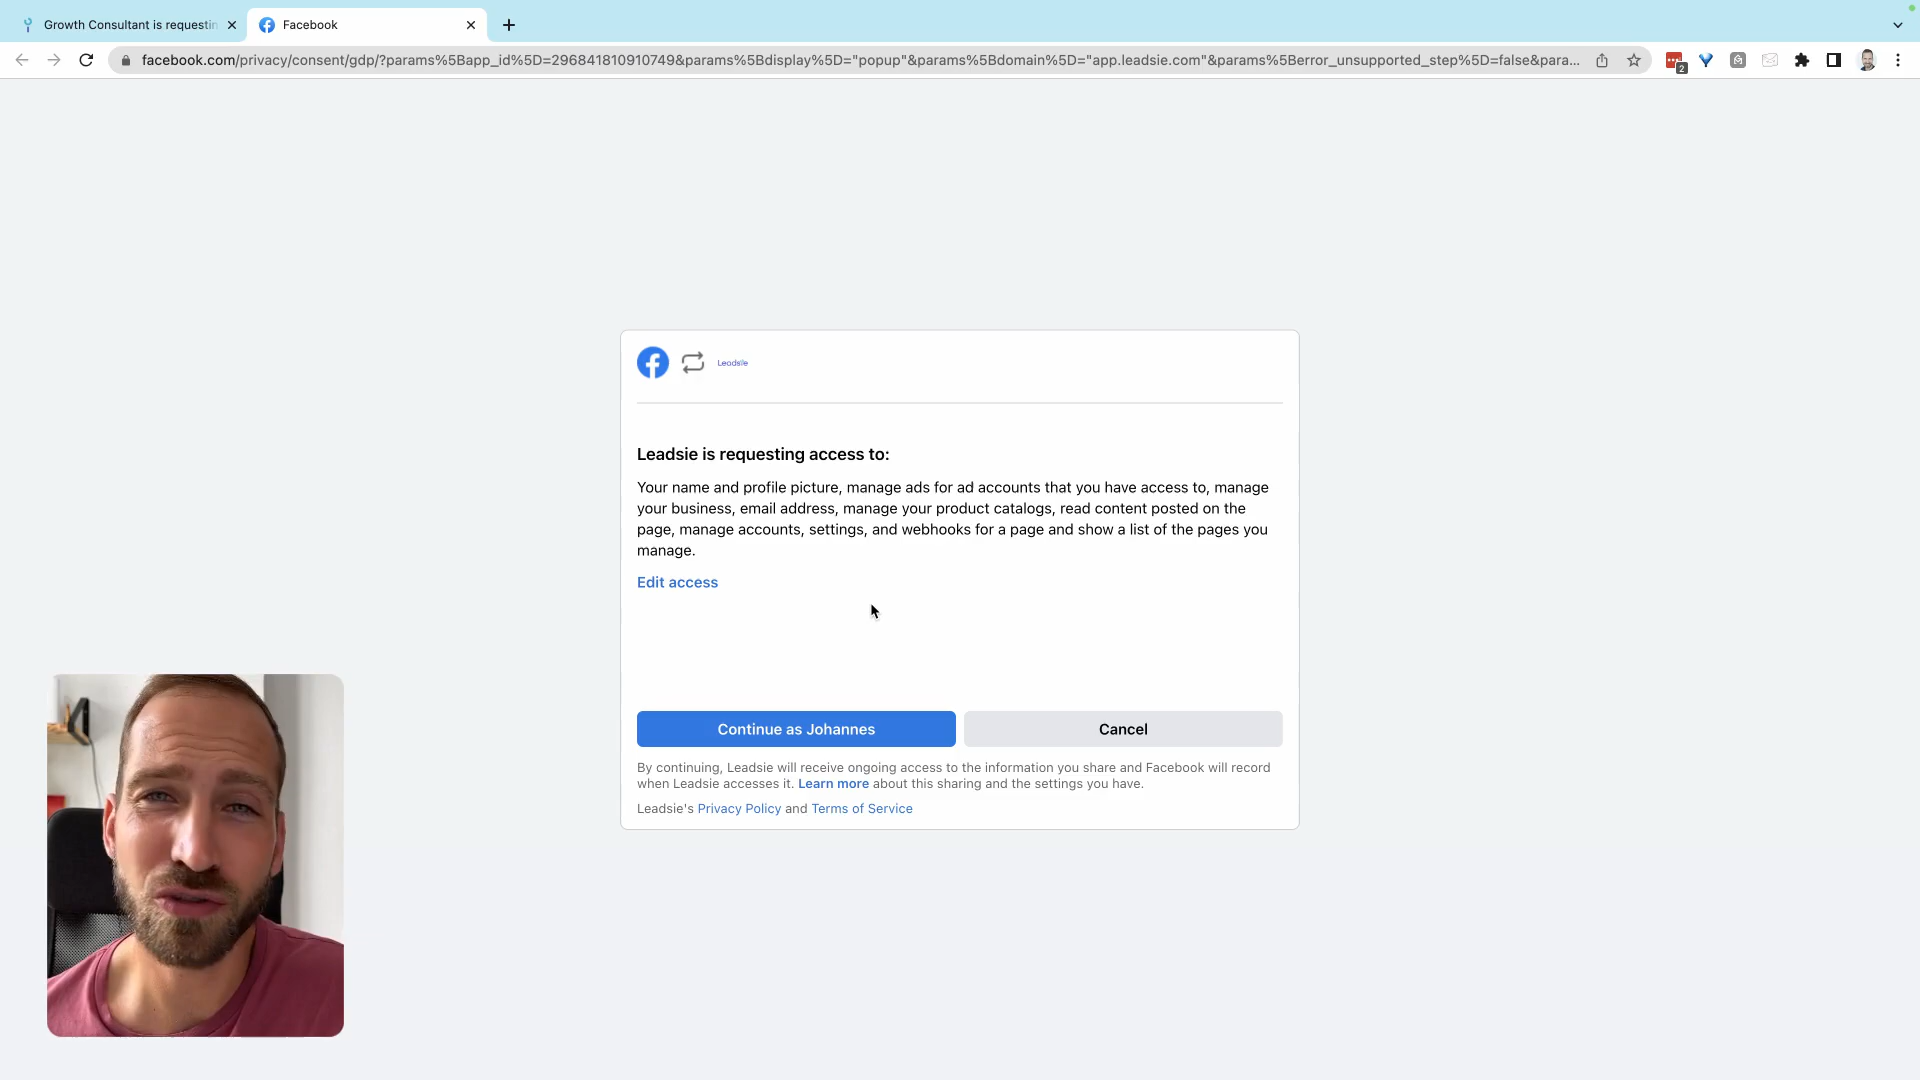 Growth Consultant is requestin
Facebook
facebook.com/privacy/consent/gdp/?params%5Bapp_id%5D=296841810910749&params%5Bdisplay%5D="popup"&params%5Bdomain%5D="app.leadsie.com"&params%5Berror_unsupported_step%5D=false&para...
2
Leadsie
Leadsie is requesting access to:
Your name and profile picture, manage ads for ad accounts that you have access to, manage
your business, email address, manage your product catalogs, read content posted on the
page, manage accounts, settings, and webhooks for a page and show a list of the pages you
manage.
Edit access
Continue as Johannes
Cancel
By continuing, Leadsie will receive ongoing access to the information you share and Facebook will record
when Leadsie accesses it. Learn more about this sharing and the settings you have.
Leadsie's Privacy Policy and Terms of Service